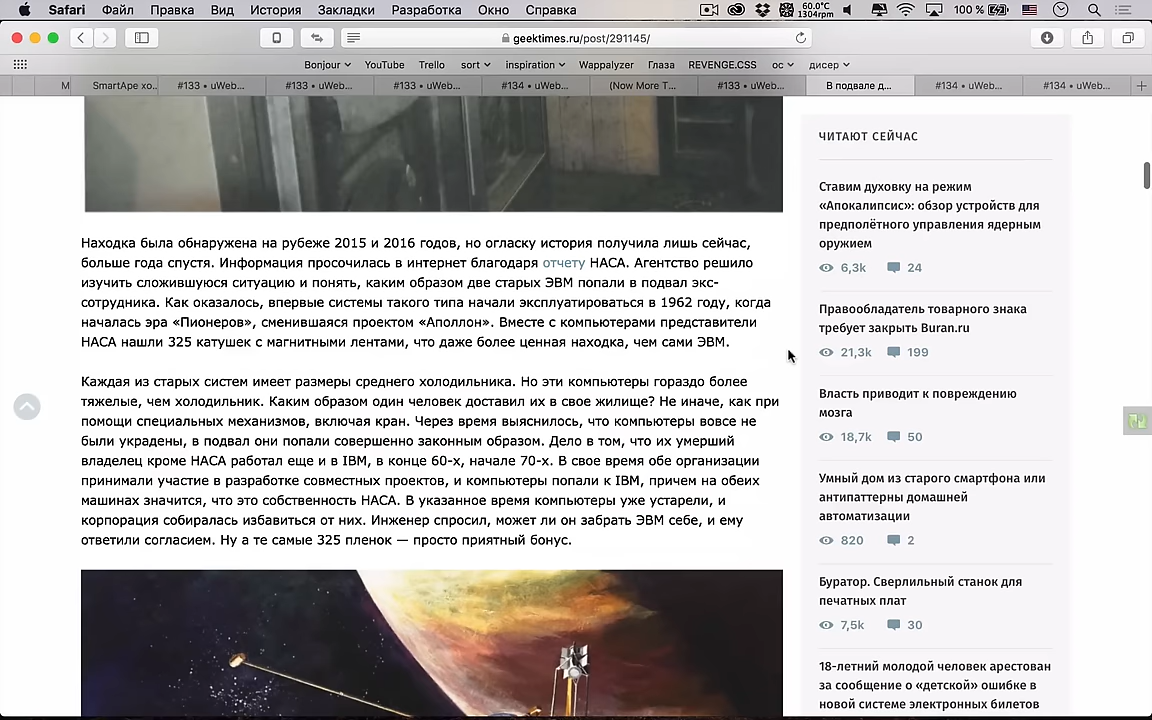 Safari Файл Правка Вид История Закладки Разработка Окно Справка 60.0°C 1304rpm 100 %
geektimes.ru/post/291145/
Bonjour YouTube Trello sort inspiration Wappalyzer Глаза REVENGE.CSS ос дисер
M SmartApe хо... #133 • uWeb... #133 • uWeb... #133 • uWeb... #134 • uWeb... (Now More T... #133 • uWeb... В подвале д... #134 • uWeb... #134 • uWeb...
Находка была обнаружена на рубеже 2015 и 2016 годов, но огласку история получила лишь сейчас,
больше года спустя. Информация просочилась в интернет благодаря отчету НАСА. Агентство решило
изучить сложившуюся ситуацию и понять, каким образом две старых ЭВМ попали в подвал экс-
сотрудника. Как оказалось, впервые системы такого типа начали эксплуатироваться в 1962 году, когда
началась эра «Пионеров», сменившаяся проектом «Аполлон». Вместе с компьютерами представители
НАСА нашли 325 катушек с магнитными лентами, что даже более ценная находка, чем сами ЭВМ.
Каждая из старых систем имеет размеры среднего холодильника. Но эти компьютеры гораздо более
тяжелые, чем холодильник. Каким образом один человек доставил их в свое жилище? Не иначе, как при
помощи специальных механизмов, включая кран. Через время выяснилось, что компьютеры вовсе не
были украдены, в подвал они попали совершенно законным образом. Дело в том, что их умерший
владелец кроме НАСА работал еще и в IBM, в конце 60-х, начале 70-х. В свое время обе организации
принимали участие в разработке совместных проектов, и компьютеры попали к IBM, причем на обеих
машинах значится, что это собственность НАСА. В указанное время компьютеры уже устарели, и
корпорация собиралась избавиться от них. Инженер спросил, может ли он забрать ЭВМ себе, и ему
ответили согласием. Ну а те самые 325 пленок — просто приятный бонус.
ЧИТАЮТ СЕЙЧАС
Ставим духовку на режим
«Апокалипсис»: обзор устройств для
предполётного управления ядерным
оружием
6,3k 24
Правообладатель товарного знака
требует закрыть Buran.ru
21,3k 199
Власть приводит к повреждению
мозга
18,7k 50
Умный дом из старого смартфона или
антипаттерны домашней
автоматизации
820 2
Буратор. Сверлильный станок для
печатных плат
7,5k 30
18-летний молодой человек арестован
за сообщение о «детской» ошибке в
новой системе электронных билетов